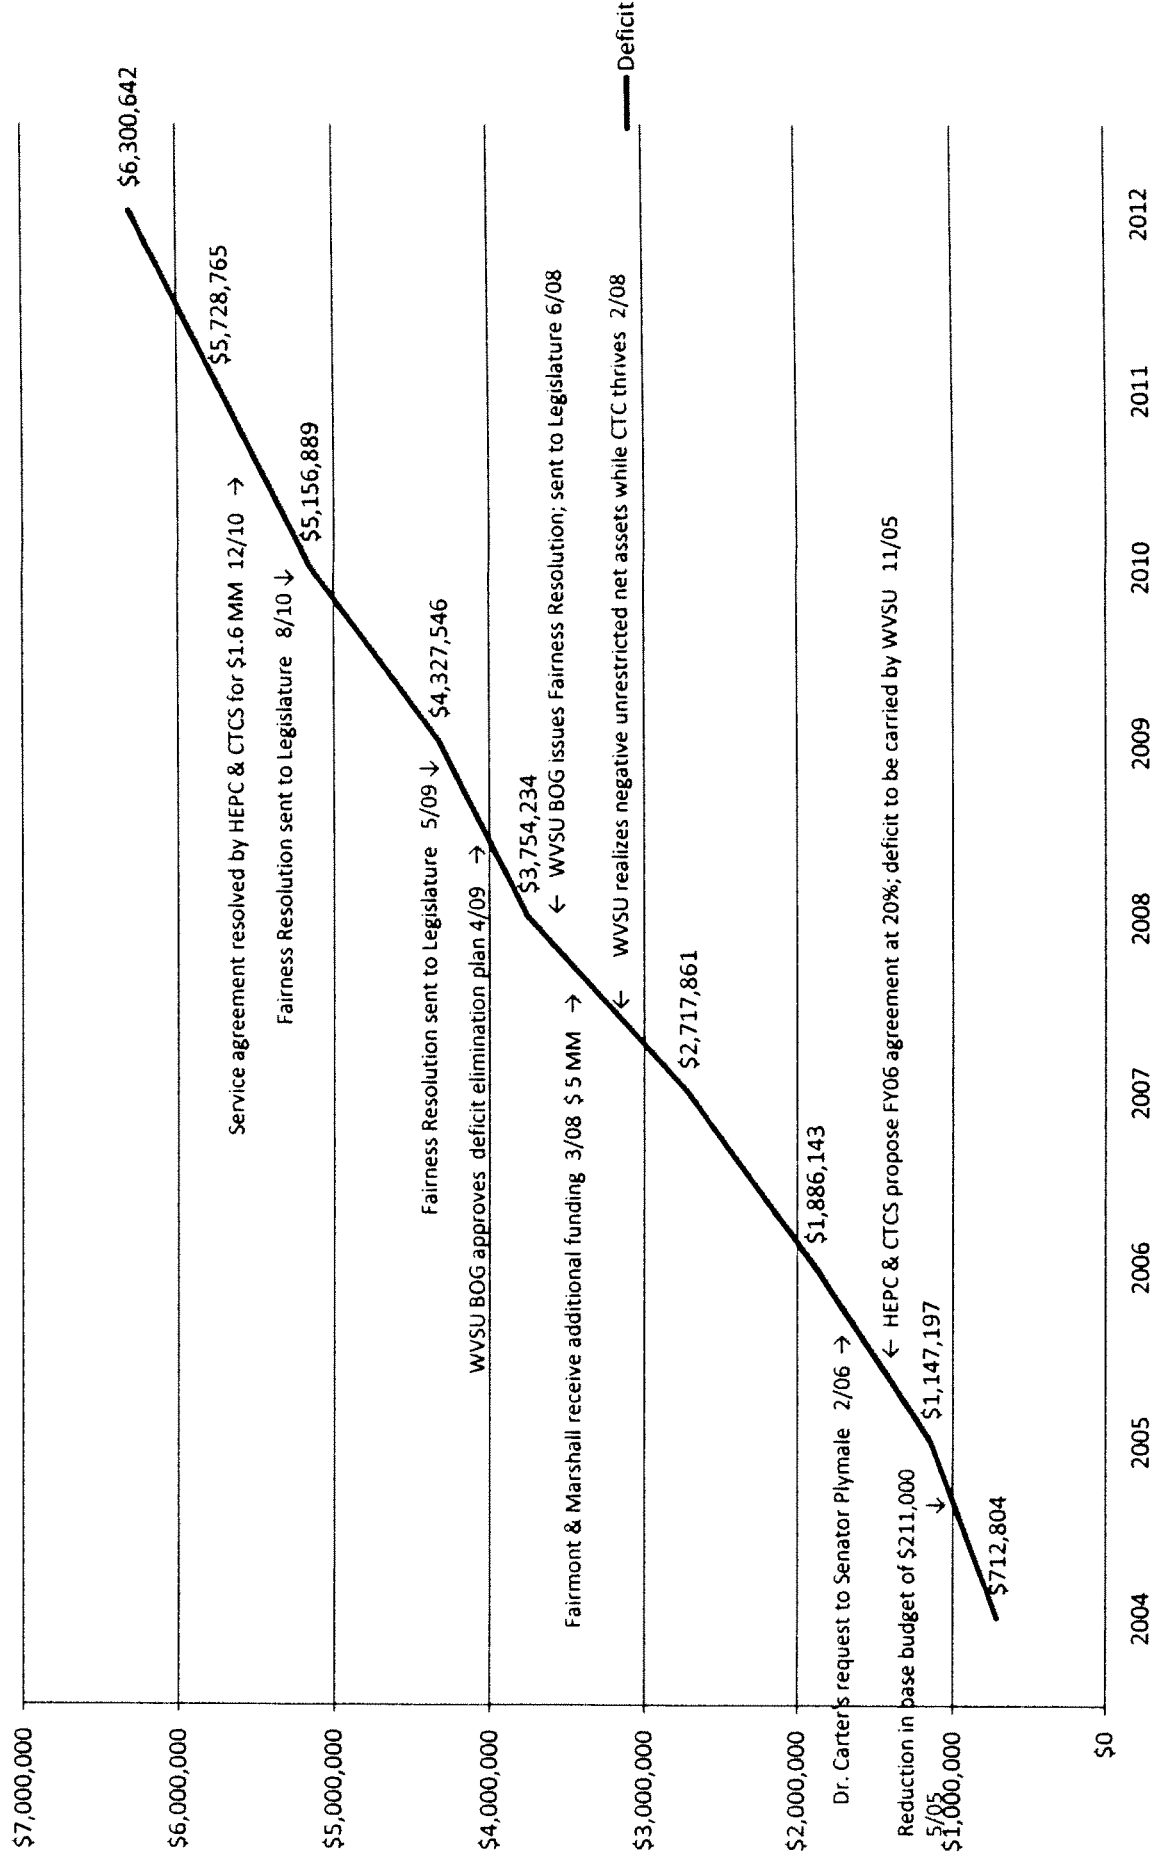 $7,000,000
$6,000,000
$5,000,000
$4,000,000
$3,000,000
$2,000,000
$1,000,000
$0
$6,300,642
$5,728,765
Service agreement resolved by HEPC & CTCS for $1.6 MM 12/10 →
Fairness Resolution sent to Legislature 8/10 ↓
$5,156,889
Fairness Resolution sent to Legislature 5/09 ↓
$4,327,546
WVSU BOG approves deficit elimination plan 4/09 →
$3,754,234
← WVSU BOG issues Fairness Resolution; sent to Legislature 6/08
Fairmont & Marshall receive additional funding 3/08 $ 5 MM →
← WVSU realizes negative unrestricted net assets while CTC thrives 2/08
$2,717,861
$1,886,143
Dr. Carter's request to Senator Plymale 2/06 →
← HEPC & CTCS propose FY06 agreement at 20%; deficit to be carried by WVSU 11/05
Reduction in base budget of $211,000
5/05
↓
$1,147,197
$712,804
2004 2005 2006 2007 2008 2009 2010 2011 2012
Deficit